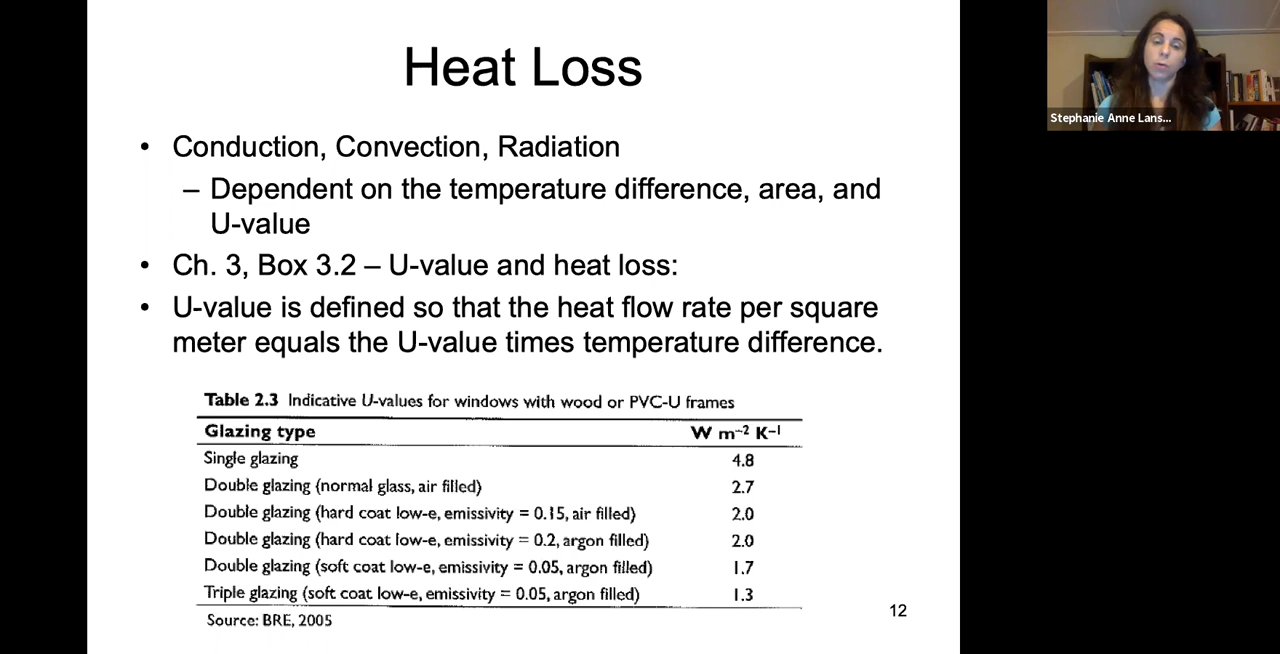 Heat Loss
• Conduction, Convection, Radiation
– Dependent on the temperature difference, area, and
U-value
• Ch. 3, Box 3.2 – U-value and heat loss:
• U-value is defined so that the heat flow rate per square
meter equals the U-value times temperature difference.
Table 2.3 Indicative U-values for windows with wood or PVC-U frames
Glazing type W m⁻² K⁻¹
Single glazing 4.8
Double glazing (normal glass, air filled) 2.7
Double glazing (hard coat low-e, emissivity = 0.15, air filled) 2.0
Double glazing (hard coat low-e, emissivity = 0.2, argon filled) 2.0
Double glazing (soft coat low-e, emissivity = 0.05, argon filled) 1.7
Triple glazing (soft coat low-e, emissivity = 0.05, argon filled) 1.3
Source: BRE, 2005
12
Stephanie Anne Lans...